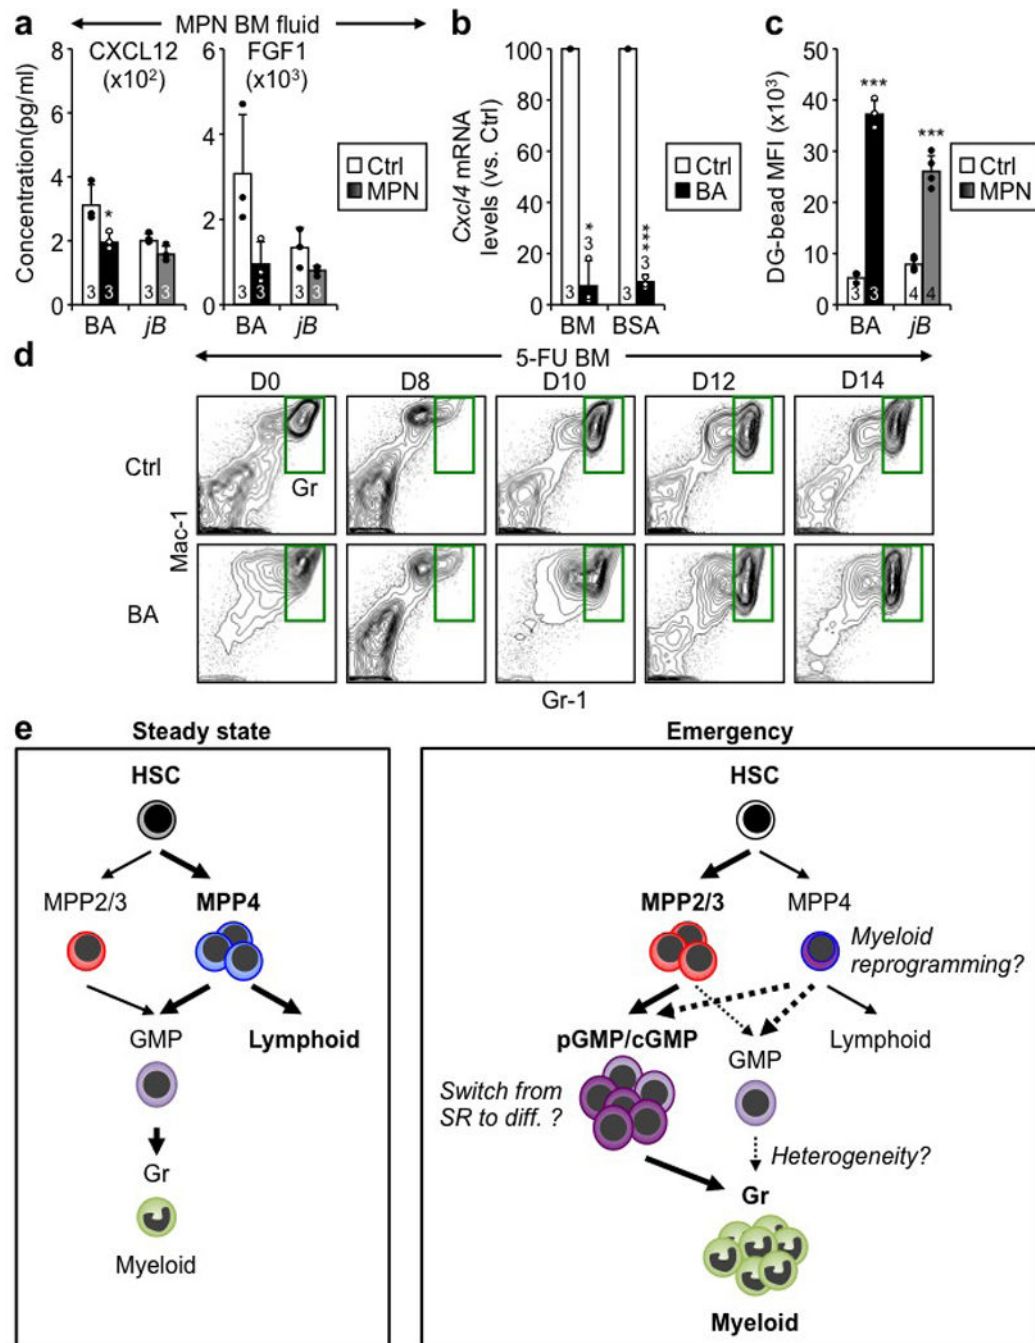 a
MPN BM fluid
CXCL12
(x10²)
FGF1
(x10³)
Concentration(pg/ml)
8
6
4
2
0
*
3 3 3 3
BA jB
6
4
2
0
3 3 3 3
BA jB
Ctrl
MPN
b
Cxcl4 mRNA
levels (vs. Ctrl)
100
80
60
40
20
0
*
***
3 3 3 3
BM BSA
Ctrl
BA
c
DG-bead MFI (x10³)
50
40
30
20
10
0
***
***
3 3 4 4
BA jB
Ctrl
MPN
d
5-FU BM
D0 D8 D10 D12 D14
Ctrl
Gr
Mac-1
BA
Gr-1
e
Steady state
HSC
MPP2/3 MPP4
GMP Lymphoid
Gr
Myeloid
Emergency
HSC
MPP2/3 MPP4
Myeloid
reprogramming?
pGMP/cGMP
GMP
Lymphoid
Switch from
SR to diff. ?
Heterogeneity?
Gr
Myeloid